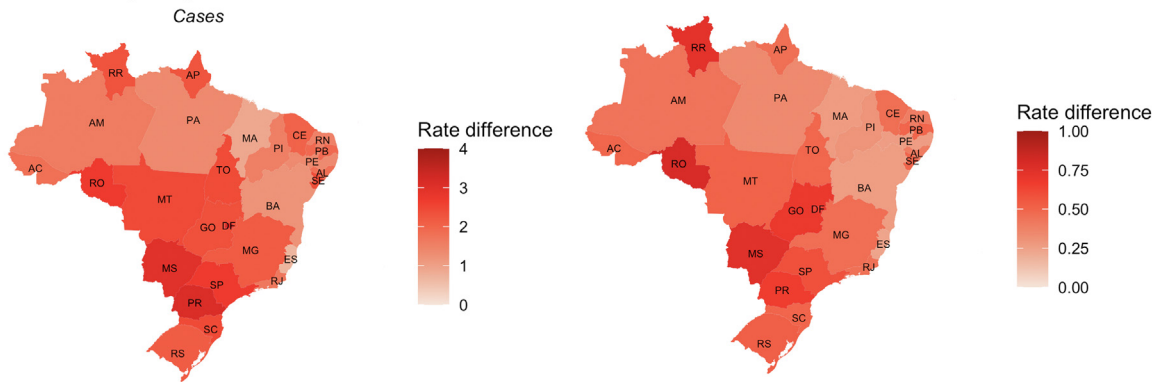 Cases
RR
AP
AM
PA
MA
CE
RN
PB
PI
PE
AL
SE
AC
RO
TO
MT
BA
GO
DF
MG
ES
MS
SP
RJ
PR
SC
RS
Rate difference
4
3
2
1
0
RR
AP
AM
PA
MA
CE
RN
PB
PI
PE
AL
SE
AC
RO
TO
MT
BA
GO
DF
MG
ES
MS
SP
RJ
PR
SC
RS
Rate difference
1.00
0.75
0.50
0.25
0.00